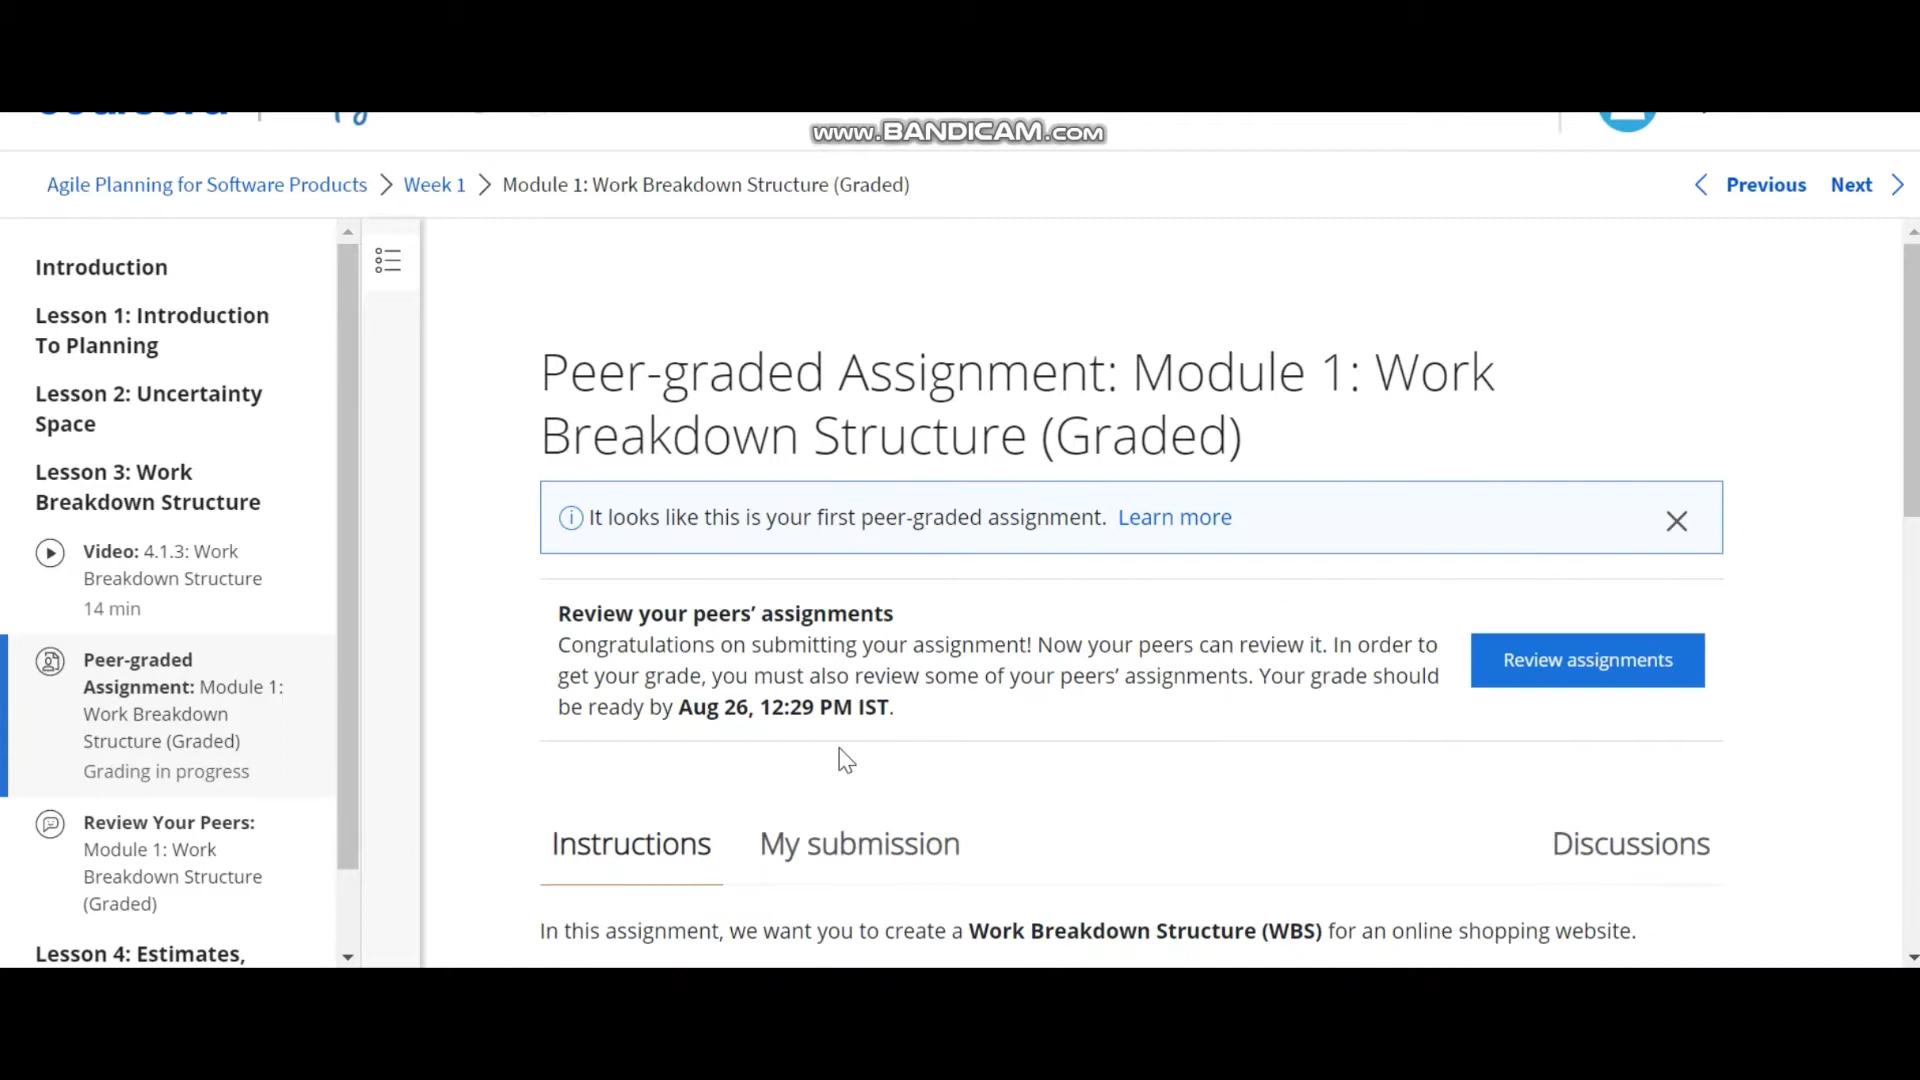 www.BANDICAM.com
Agile Planning for Software Products > Week 1 > Module 1: Work Breakdown Structure (Graded)
Previous Next
Introduction
Lesson 1: Introduction
To Planning
Lesson 2: Uncertainty
Space
Lesson 3: Work
Breakdown Structure
Video: 4.1.3: Work
Breakdown Structure
14 min
Peer-graded
Assignment: Module 1:
Work Breakdown
Structure (Graded)
Grading in progress
Review Your Peers:
Module 1: Work
Breakdown Structure
(Graded)
Lesson 4: Estimates,
Peer-graded Assignment: Module 1: Work
Breakdown Structure (Graded)
It looks like this is your first peer-graded assignment. Learn more
Review your peers’ assignments
Congratulations on submitting your assignment! Now your peers can review it. In order to
get your grade, you must also review some of your peers’ assignments. Your grade should
be ready by Aug 26, 12:29 PM IST.
Review assignments
Instructions My submission Discussions
In this assignment, we want you to create a Work Breakdown Structure (WBS) for an online shopping website.